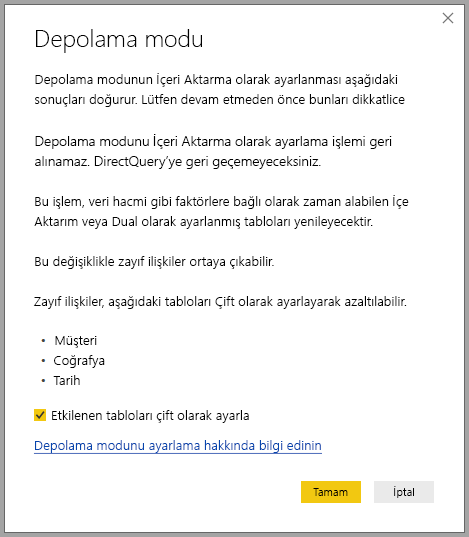 Depolama modu
Depolama modunun İçeri Aktarma olarak ayarlanması aşağıdaki
sonuçları doğurur. Lütfen devam etmeden önce bunları dikkatlice
Depolama modunu İçeri Aktarma olarak ayarlama işlemi geri
alınamaz. DirectQuery’ye geri geçemeyeceksiniz.
Bu işlem, veri hacmi gibi faktörlere bağlı olarak zaman alabilen İçe
Aktarım veya Dual olarak ayarlanmış tabloları yenileyecektir.
Bu değişiklikle zayıf ilişkiler ortaya çıkabilir.
Zayıf ilişkiler, aşağıdaki tabloları Çift olarak ayarlayarak azaltılabilir.
• Müşteri
• Coğrafya
• Tarih
Etkilenen tabloları çift olarak ayarla
Depolama modunu ayarlama hakkında bilgi edinin
Tamam İptal